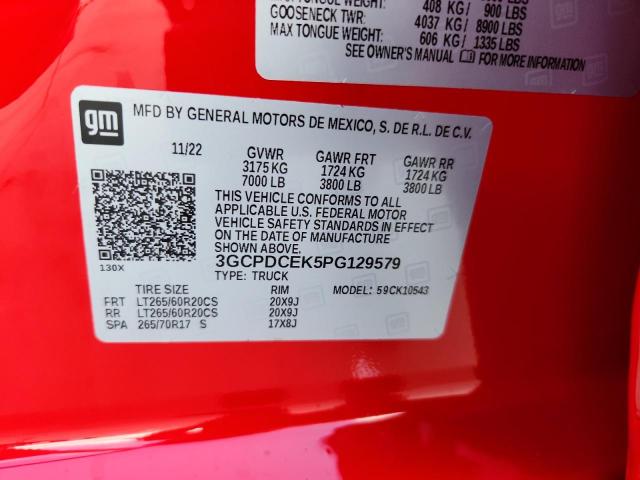 408 KG/ 900 LBS
GOOSENECK TWR: 4037 KG/ 8900 LBS
MAX TONGUE WEIGHT: 606 KG/ 1335 LBS
SEE OWNER'S MANUAL FOR MORE INFORMATION
gm
MFD BY GENERAL MOTORS DE MEXICO, S. DE R.L. DE C.V.
11/22 GVWR GAWR FRT GAWR RR
3175 KG 1724 KG 1724 KG
7000 LB 3800 LB 3800 LB
THIS VEHICLE CONFORMS TO ALL
APPLICABLE U.S. FEDERAL MOTOR
VEHICLE SAFETY STANDARDS IN EFFECT
ON THE DATE OF MANUFACTURE
SHOWN ABOVE.
3GCPDCEK5PG129579
130X
TYPE: TRUCK
TIRE SIZE RIM MODEL: 59CK10543
FRT LT265/60R20CS 20X9J
RR LT265/60R20CS 20X9J
SPA 265/70R17 S 17X8J